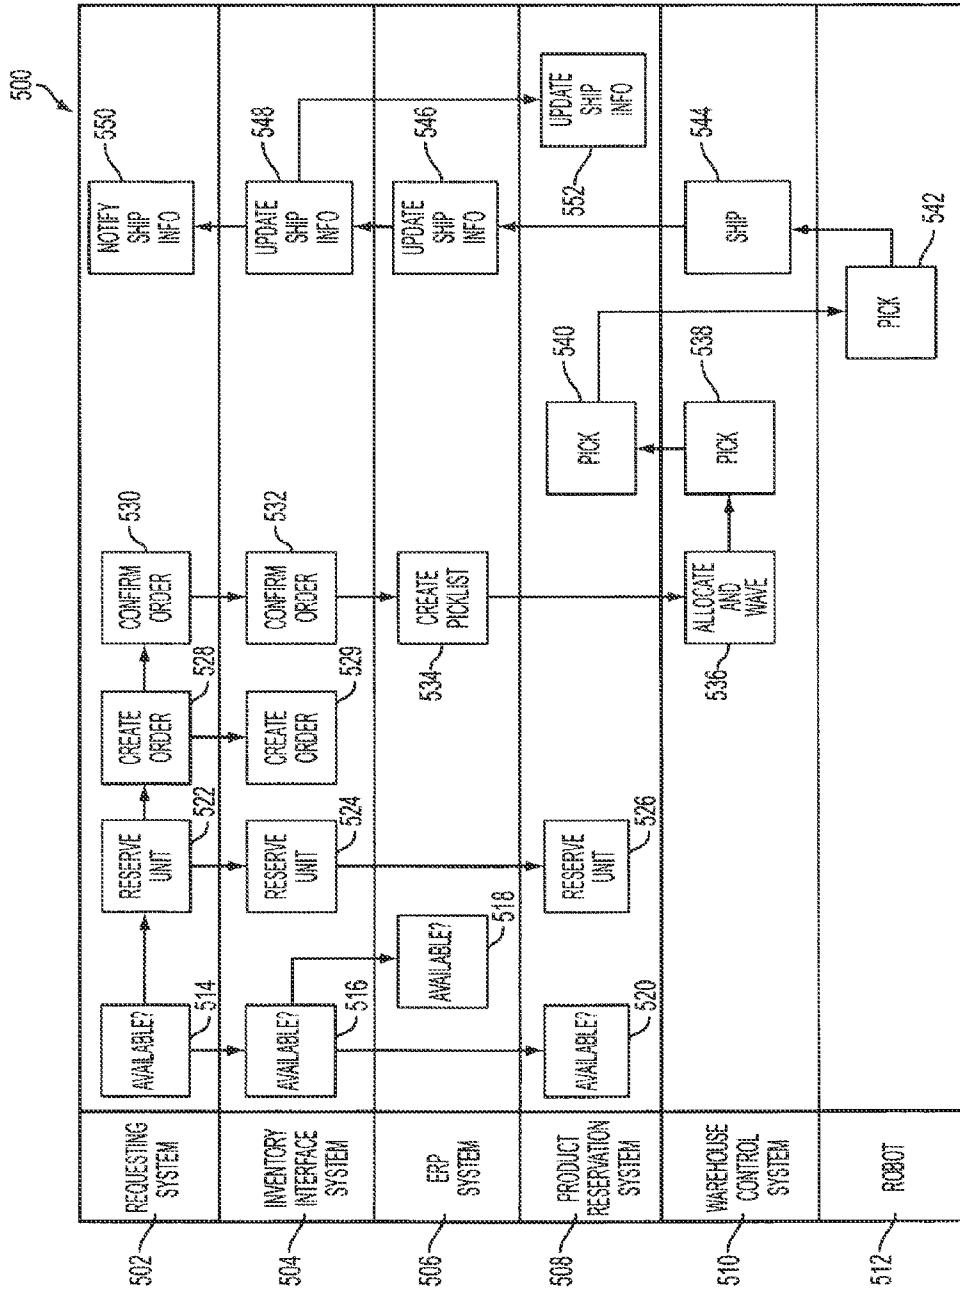 500
502
REQUESTING
SYSTEM
AVAILABLE?
514
RESERVE
UNIT
522
CREATE
ORDER
528
CONFIRM
ORDER
530
NOTIFY
SHIP
INFO
550
504
INVENTORY
INTERFACE
SYSTEM
AVAILABLE?
516
RESERVE
UNIT
524
CREATE
ORDER
529
CONFIRM
ORDER
532
UPDATE
SHIP
INFO
548
506
ERP
SYSTEM
AVAILABLE?
518
CREATE
PICKLIST
534
UPDATE
SHIP
INFO
546
508
PRODUCT
RESERVATION
SYSTEM
AVAILABLE?
520
RESERVE
UNIT
526
PICK
540
UPDATE
SHIP
INFO
552
510
WAREHOUSE
CONTROL
SYSTEM
ALLOCATE
AND
WAVE
536
PICK
538
SHIP
544
512
ROBOT
PICK
542